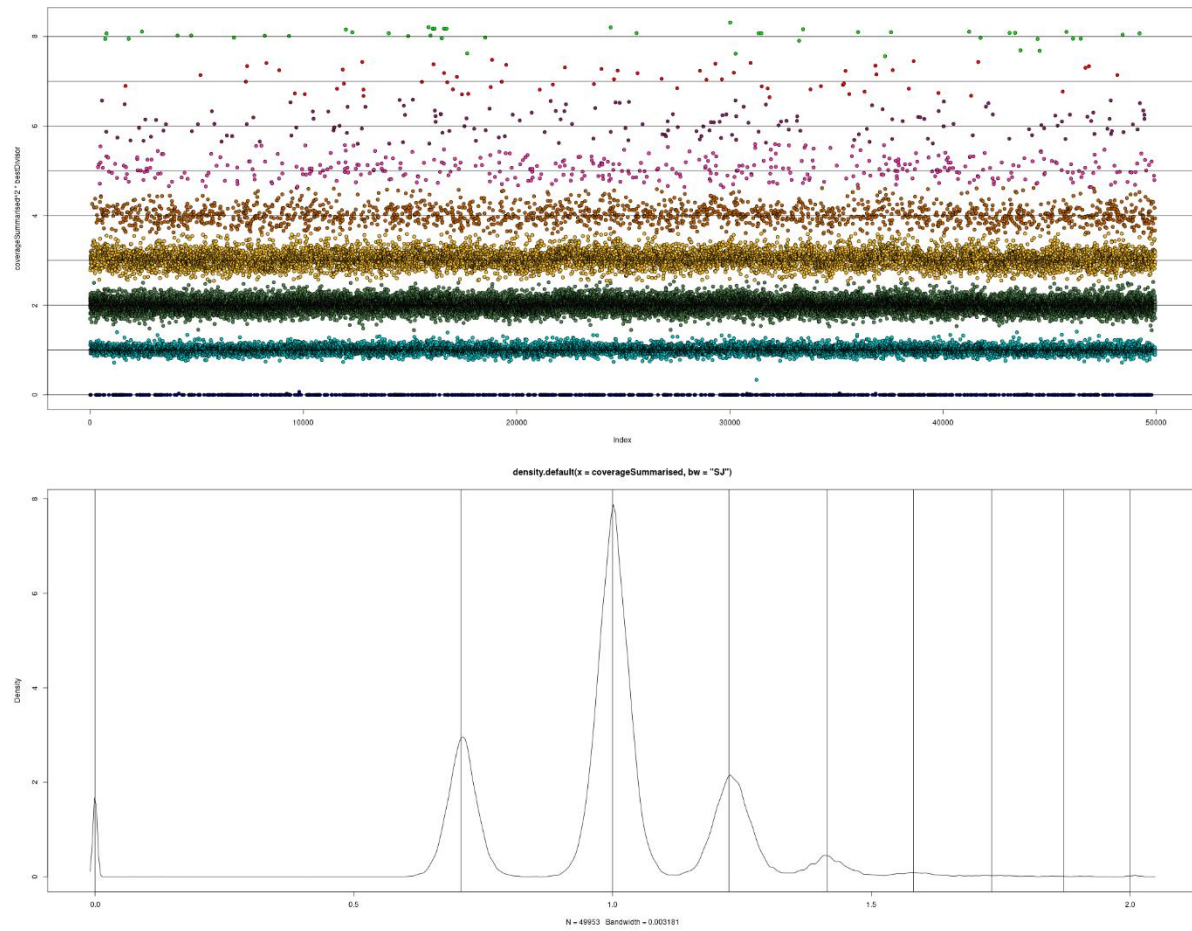 8
6
4
2
0
coverageSummarised^2 * bestDivisor
0 10000 20000 30000 40000 50000
Index
density.default(x = coverageSummarised, bw = "SJ")
8
6
4
2
0
Density
0.0 0.5 1.0 1.5 2.0
N = 49953 Bandwidth = 0.003181